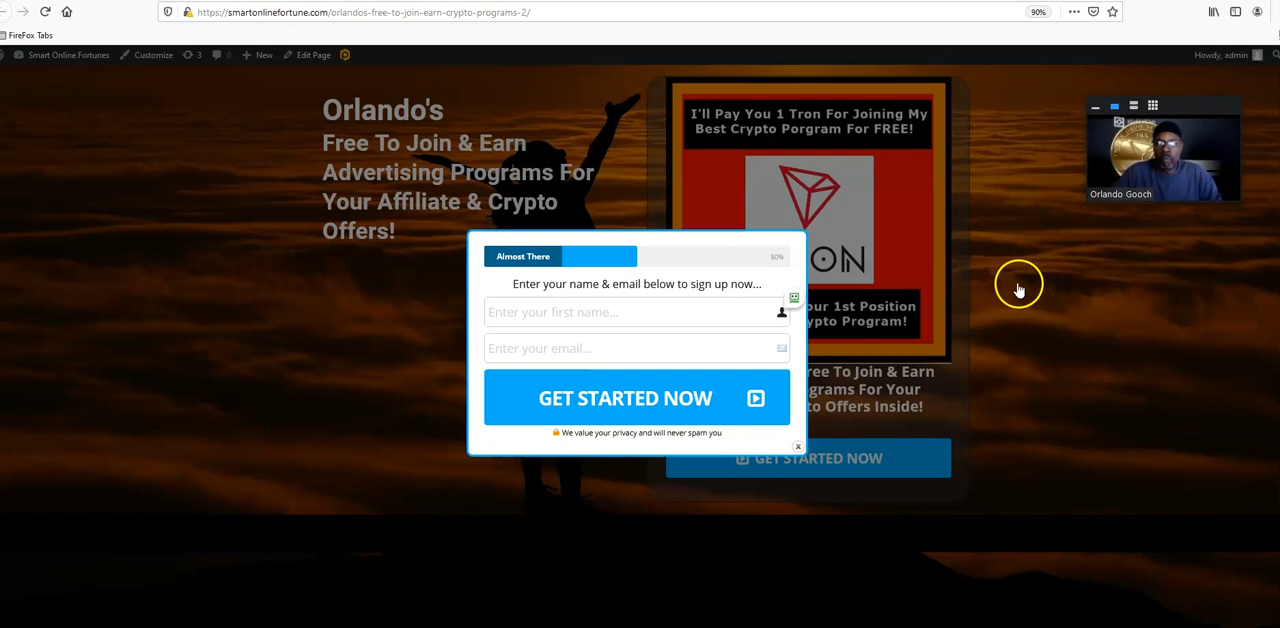 https://smartonlinefortune.com/orlandos-free-to-join-earn-crypto-programs-2/
90%
FireFox Tabs
Smart Online Fortunes
Customize
3
0
New
Edit Page
Howdy, admin
Orlando's
Free To Join & Earn
Advertising Programs For
Your Affiliate & Crypto
Offers!
I'll Pay You 1 Tron For Joining My
Best Crypto Porgram For FREE!
ON
our 1st Position
ypto Program!
Orlando Gooch
Almost There
50%
Enter your name & email below to sign up now...
Enter your first name...
Enter your email...
GET STARTED NOW
We value your privacy and will never spam you
x
ree To Join & Earn
grams For Your
to Offers Inside!
GET STARTED NOW